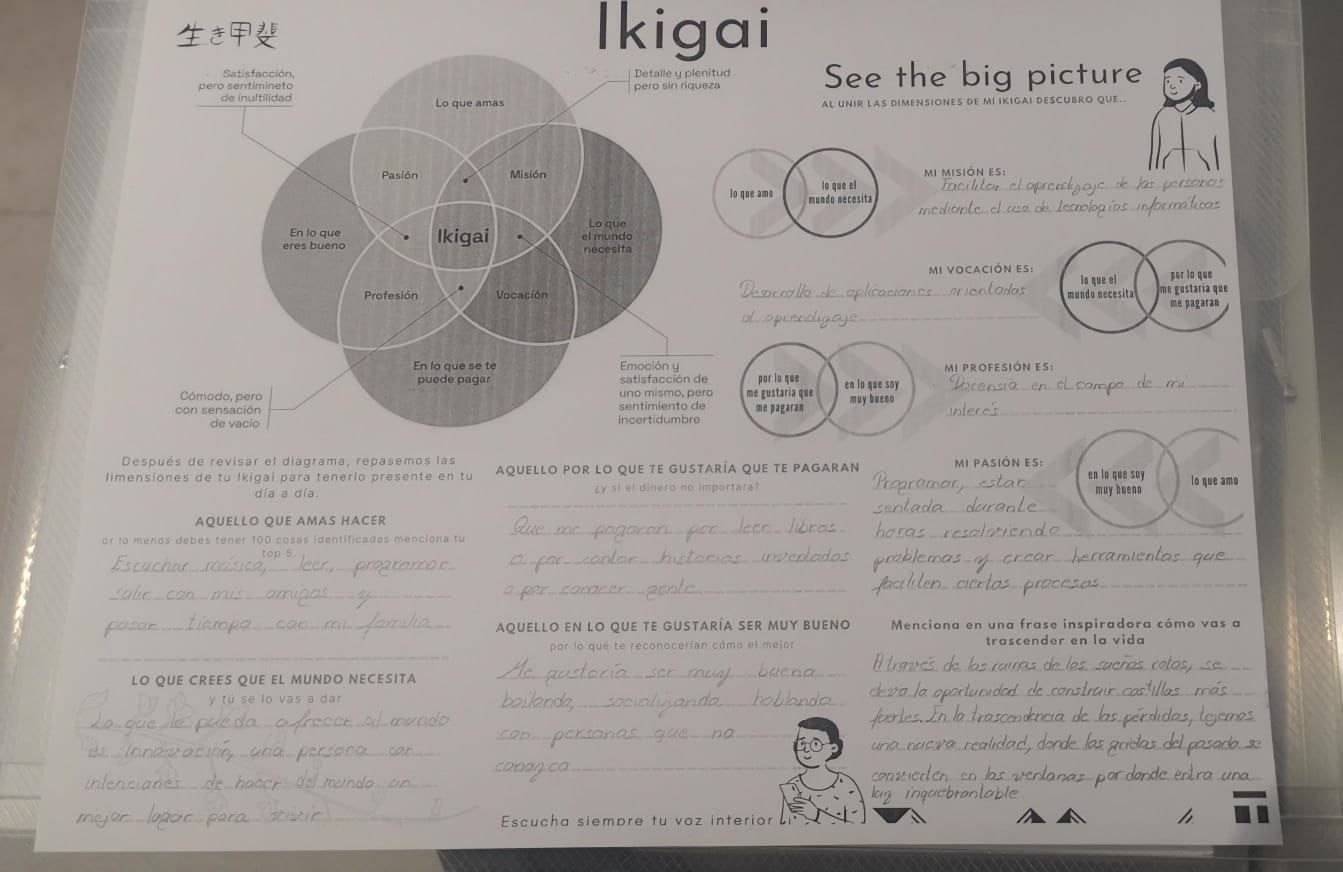 生き甲斐
Ikigai
Satisfacción,
pero sentimineto
de inultilidad
Detalle y plenitud
pero sin riqueza
Lo que amas
Pasión
Misión
En lo que
eres bueno
Ikigai
Lo que
el mundo
necesita
Profesión
Vocación
En lo que se te
puede pagar
Cómodo, pero
con sensación
de vacío
Emoción y
satisfacción de
uno mismo, pero
sentimiento de
incertidumbre
See the big picture
AL UNIR LAS DIMENSIONES DE MI IKIGAI DESCUBRO QUE..
lo que amo
lo que el
mundo necesita
MI MISIÓN ES:
Facilitar el aprendizaje de las personas
mediante el uso de tecnologías informáticas
MI VOCACIÓN ES:
Desarrollo de aplicaciones orientadas
al aprendizaje
lo que el
mundo necesita
por lo que
me gustaría que
me pagaran
por lo que
me gustaría que
me pagaran
en lo que soy
muy bueno
MI PROFESIÓN ES:
Docensia en el campo de mi
interés
MI PASIÓN ES:
Programar, estar
sentada durante
horas resolviendo
problemas y crear herramientas que
faciliten ciertos procesos
en lo que soy
muy bueno
lo que amo
Después de revisar el diagrama, repasemos las
dimensiones de tu Ikigai para tenerlo presente en tu
día a día.
AQUELLO QUE AMAS HACER
or lo menos debes tener 100 cosas identificadas menciona tu
top 5.
Escuchar música, leer, programar
salir con mis amigas y
pasar tiempo con mi familia
LO QUE CREES QUE EL MUNDO NECESITA
y tú se lo vas a dar
Lo que le puedo ofrecer al mundo
es innovación, una persona con
intenciones de hacer del mundo un
mejor lugar para vivir
AQUELLO POR LO QUE TE GUSTARÍA QUE TE PAGARAN
¿y si el dinero no importara?
Que me pagaran por leer libros
o por contar historias inventadas
o por conocer gente
AQUELLO EN LO QUE TE GUSTARÍA SER MUY BUENO
por lo qué te reconocerían cómo el mejor
Me gustaría ser muy buena
bailando, socializando hablando
con personas que no
conozca
Escucha siempre tu voz interior
Menciona en una frase inspiradora cómo vas a
trascender en la vida
A través de las ruinas de los sueños rotos, se
eleva la oportunidad de construir castillos más
fuertes. En la trascendencia de las pérdidas, tejemos
una nueva realidad, donde las grietas del pasado se
convierten en las ventanas por donde entra una
luz inquebrantable